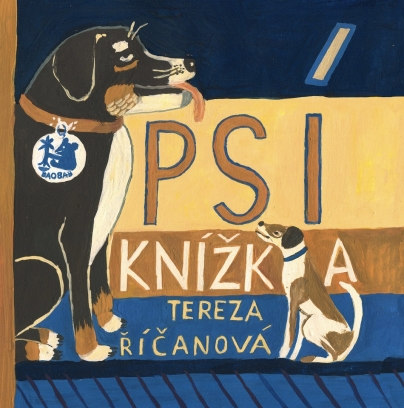 BAOBAB
PSÍ
KNÍŽKA
TEREZA
ŘÍČANOVÁ